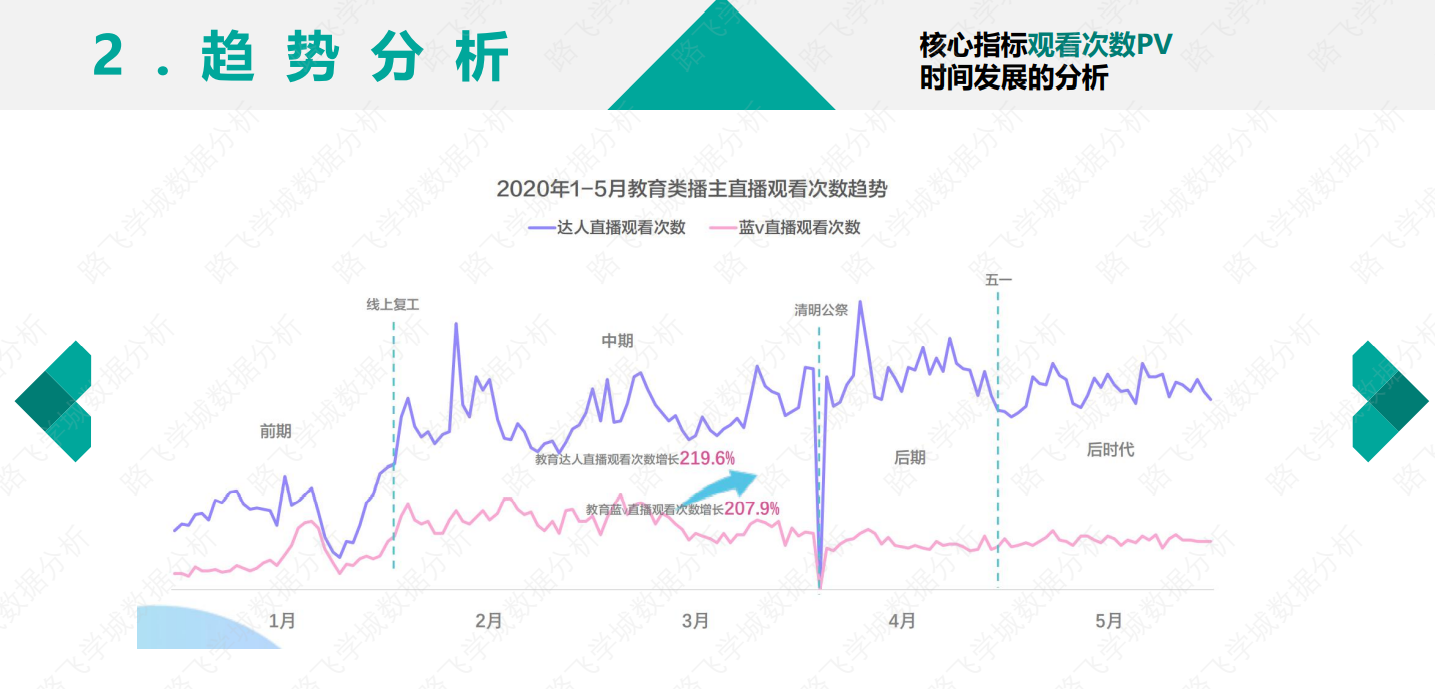 2.趋势分析
核心指标观看次数PV
时间发展的分析
2020年1-5月教育类播主直播观看次数趋势
达人直播观看次数 蓝v直播观看次数
五一
线上复工
清明公祭
中期
前期
后时代
后期
教育达人直播观看次数增长219.6%
教育蓝v直播观看次数增长207.9%
1月 2月 3月 4月 5月
路飞学城数据分析